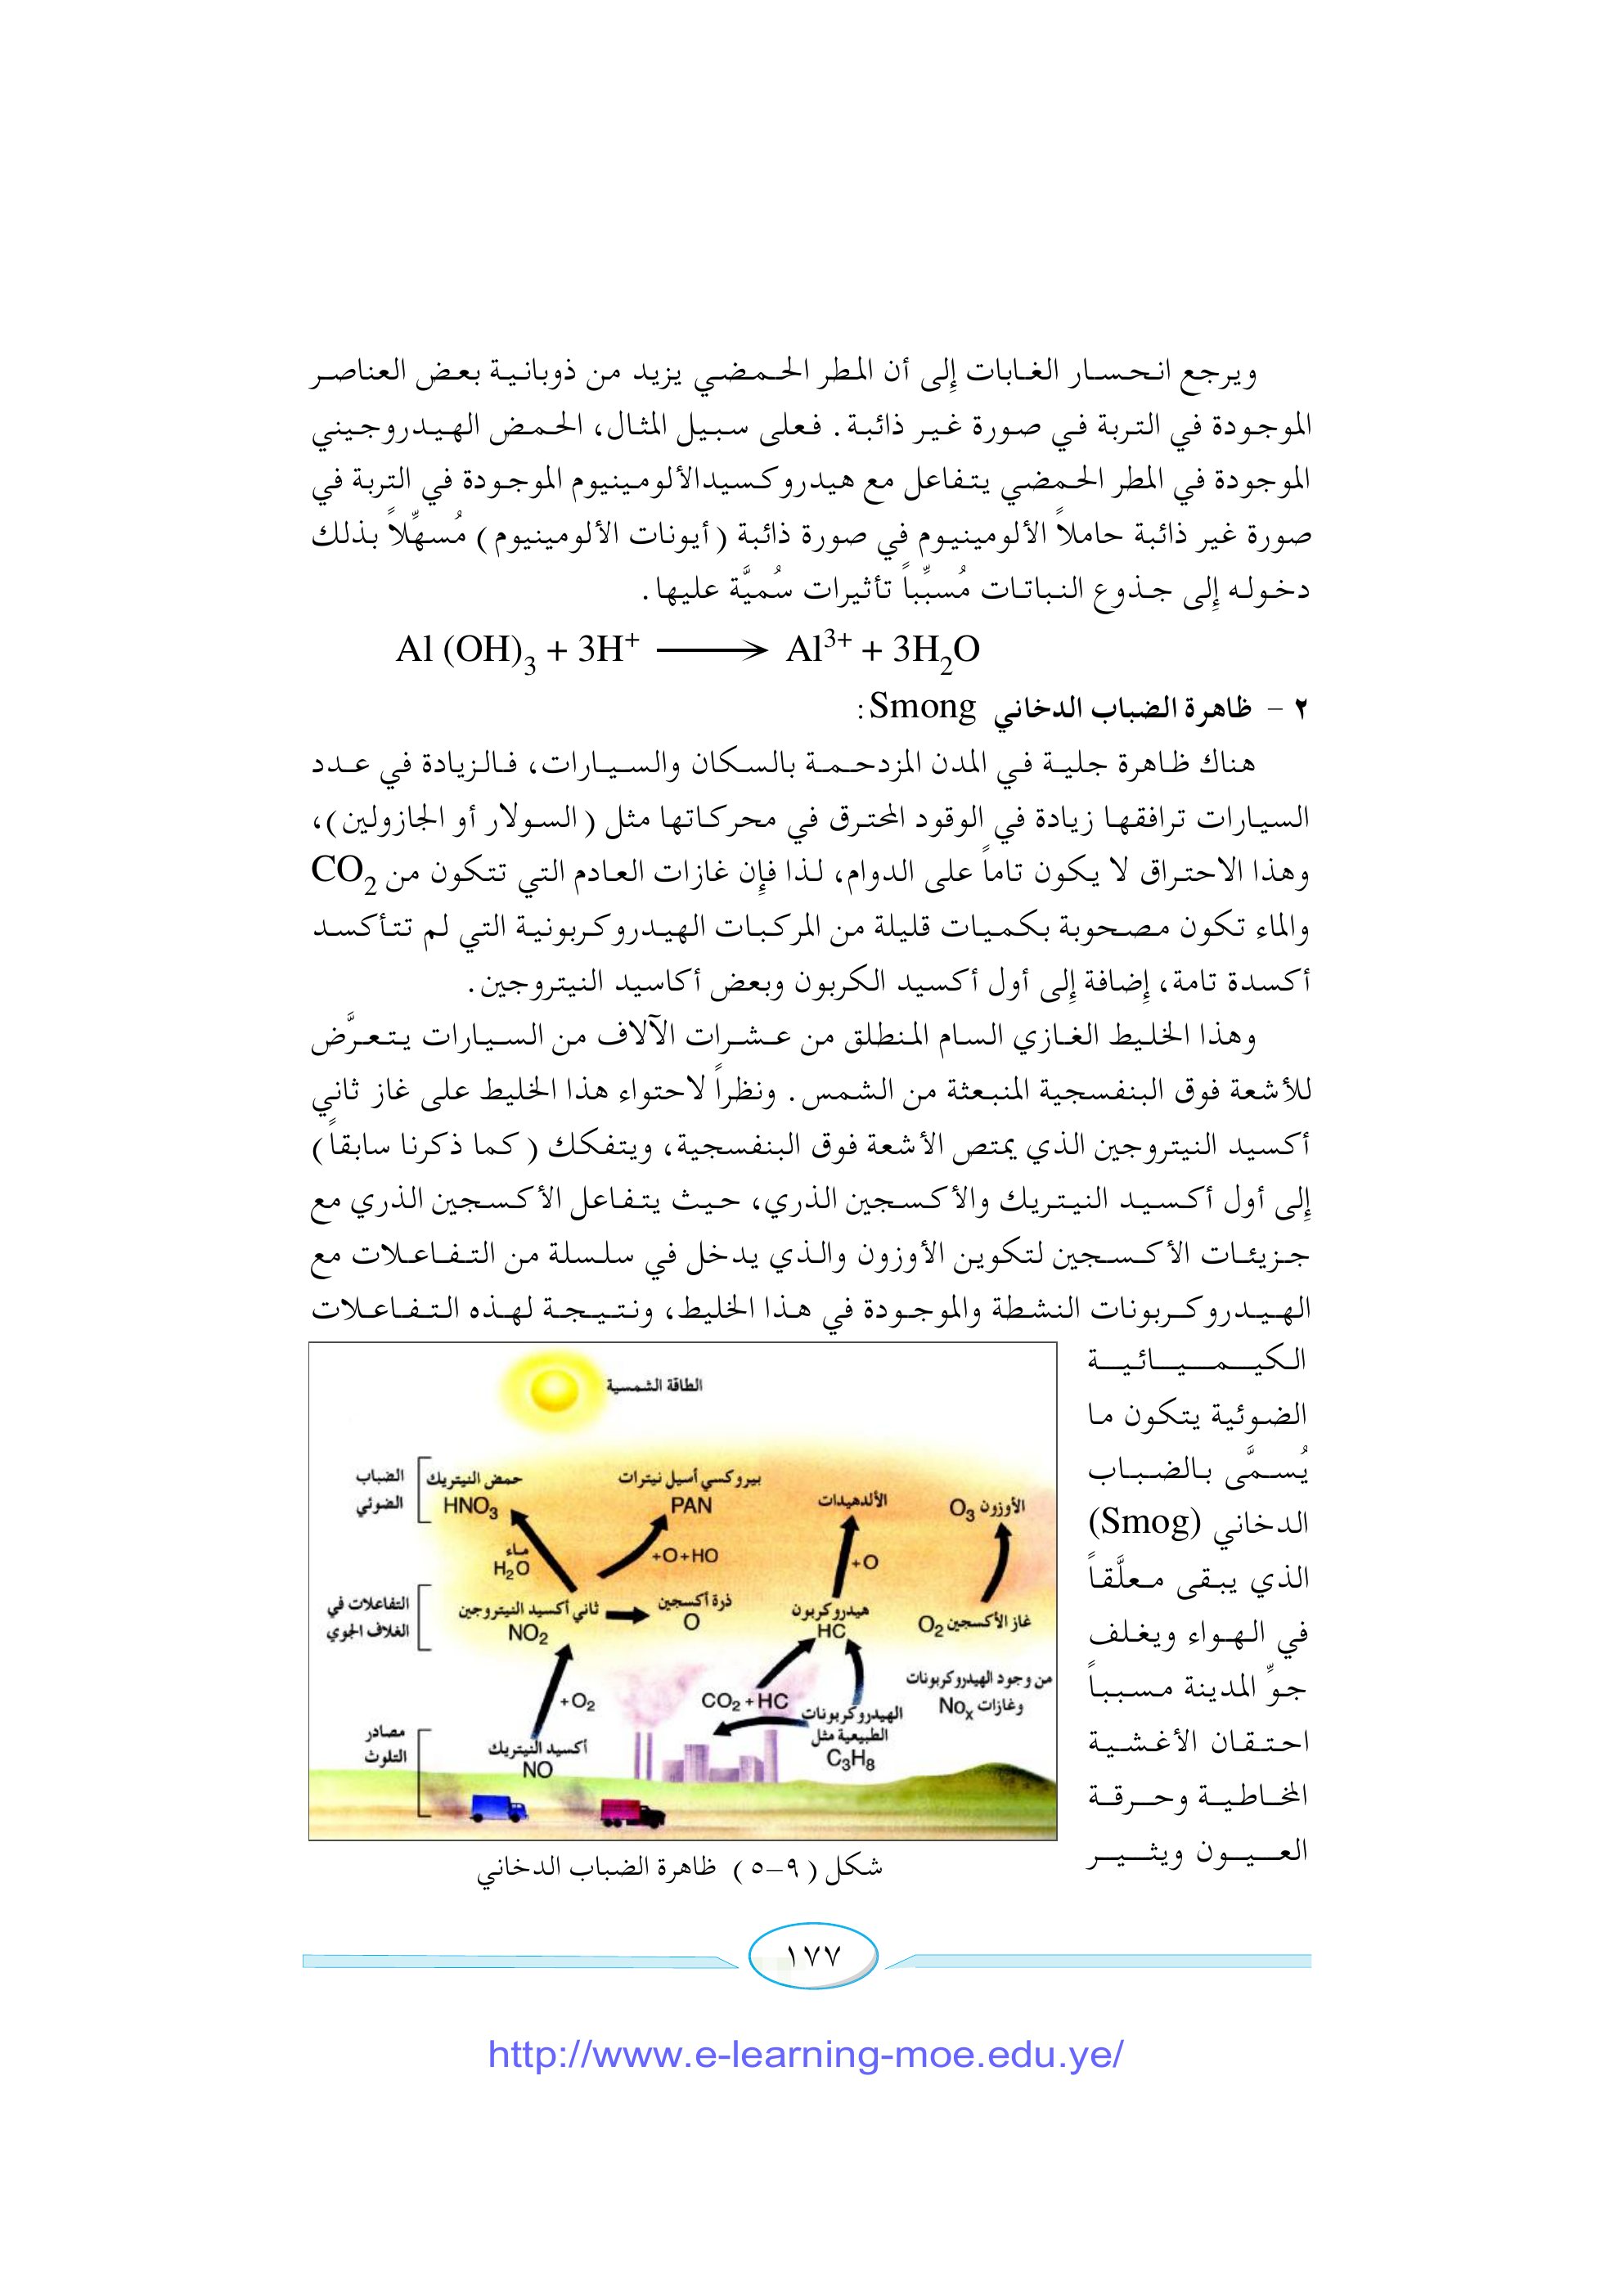 ويرجع انحسار الغابات إِلى أن المطر الحمضي يزيد من ذوبانية بعض العناصر
الموجودة في التربة في صورة غير ذائبة. فعلى سبيل المثال، الحمض الهيدروجيني
الموجودة في المطر الحمضي يتفاعل مع هيدروكسيدالألومينيوم الموجودة في التربة في
صورة غير ذائبة حاملاً الألومينيوم في صورة ذائبة (أيونات الألومينيوم) مُسهِّلاً بذلك
دخوله إِلى جذوع النباتات مُسبِّباً تأثيرات سُميَّة عليها.
Al (OH)₃ + 3H⁺ ⟶ Al³⁺ + 3H₂O
٢ - ظاهرة الضباب الدخاني Smong:
هناك ظاهرة جلية في المدن المزدحمة بالسكان والسيارات، فالزيادة في عدد
السيارات ترافقها زيادة في الوقود المحترق في محركاتها مثل (السولار أو الجازولين)،
وهذا الاحتراق لا يكون تاماً على الدوام، لذا فإِن غازات العادم التي تتكون من CO₂
والماء تكون مصحوبة بكميات قليلة من المركبات الهيدروكربونية التي لم تتأكسد
أكسدة تامة، إِضافة إِلى أول أكسيد الكربون وبعض أكاسيد النيتروجين.
وهذا الخليط الغازي السام المنطلق من عشرات الآلاف من السيارات يتعرَّض
للأشعة فوق البنفسجية المنبعثة من الشمس. ونظراً لاحتواء هذا الخليط على غاز ثاني
أكسيد النيتروجين الذي يمتص الأشعة فوق البنفسجية، ويتفكك (كما ذكرنا سابقاً)
إِلى أول أكسيد النيتريك والأكسجين الذري، حيث يتفاعل الأكسجين الذري مع
جزيئات الأكسجين لتكوين الأوزون والذي يدخل في سلسلة من التفاعلات مع
الهيدروكربونات النشطة والموجودة في هذا الخليط، ونتيجة لهذه التفاعلات
الكيميائية
الضوئية يتكون ما
يُسمَّى بالضباب
الدخاني (Smog)
الذي يبقى معلَّقاً
في الهواء ويغلف
جوِّ المدينة مسبباً
احتقان الأغشية
المخاطية وحرقة
العيون ويثير
الطاقة الشمسية
الضباب
الضوئي
حمض النيتريك
HNO₃
بيروكسي أسيل نيترات
PAN
الألدهيدات
الأوزون O₃
ماء
H₂O
+O+HO
+O
التفاعلات في
الغلاف الجوي
ثاني أكسيد النيتروجين
NO₂
ذرة أكسجين
O
هيدروكربون
HC
غاز الأكسجين O₂
+O₂
CO₂+HC
من وجود الهيدروكربونات
وغازات Noₓ
الهيدروكربونات
الطبيعية مثل
C₃H₈
مصادر
التلوث
أكسيد النيتريك
NO
شكل (٩-٥) ظاهرة الضباب الدخاني
١٧٧
http://www.e-learning-moe.edu.ye/